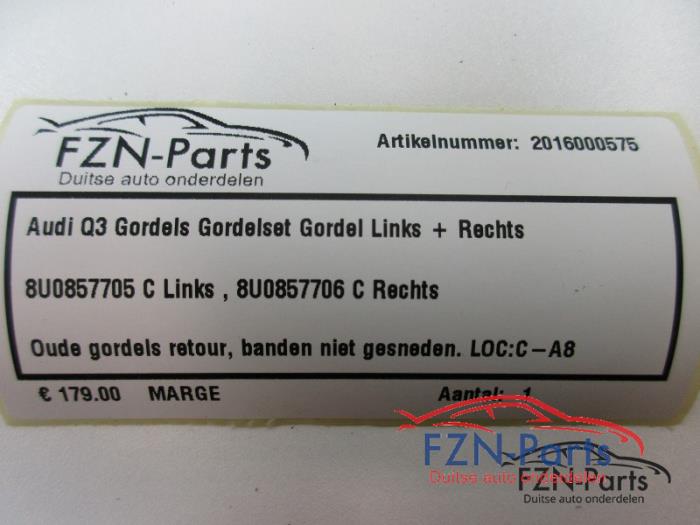 FZN-Parts
Duitse auto onderdelen
Artikelnummer: 2016000575
Audi Q3 Gordels Gordelset Gordel Links + Rechts
8U0857705 C Links , 8U0857706 C Rechts
Oude gordels retour, banden niet gesneden. LOC:C-A8
€ 179.00 MARGE Aantal: 1
FZN-Parts
Duitse auto onderdelen
FZN-Parts
Duitse auto onderdelen